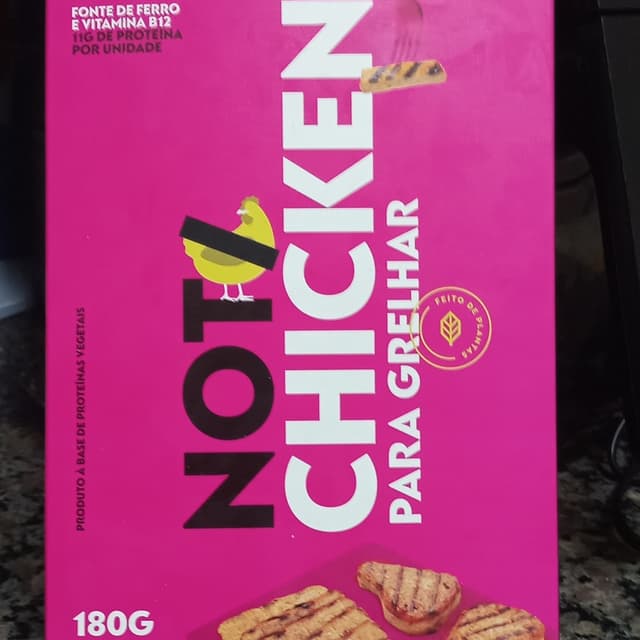 FONTE DE FERRO
E VITAMINA B12
11G DE PROTEÍNA
POR UNIDADE
NOT
CHICKEN
PARA GRELHAR
FEITO DE PLANTAS
PRODUTO À BASE DE PROTEÍNAS VEGETAIS
180G